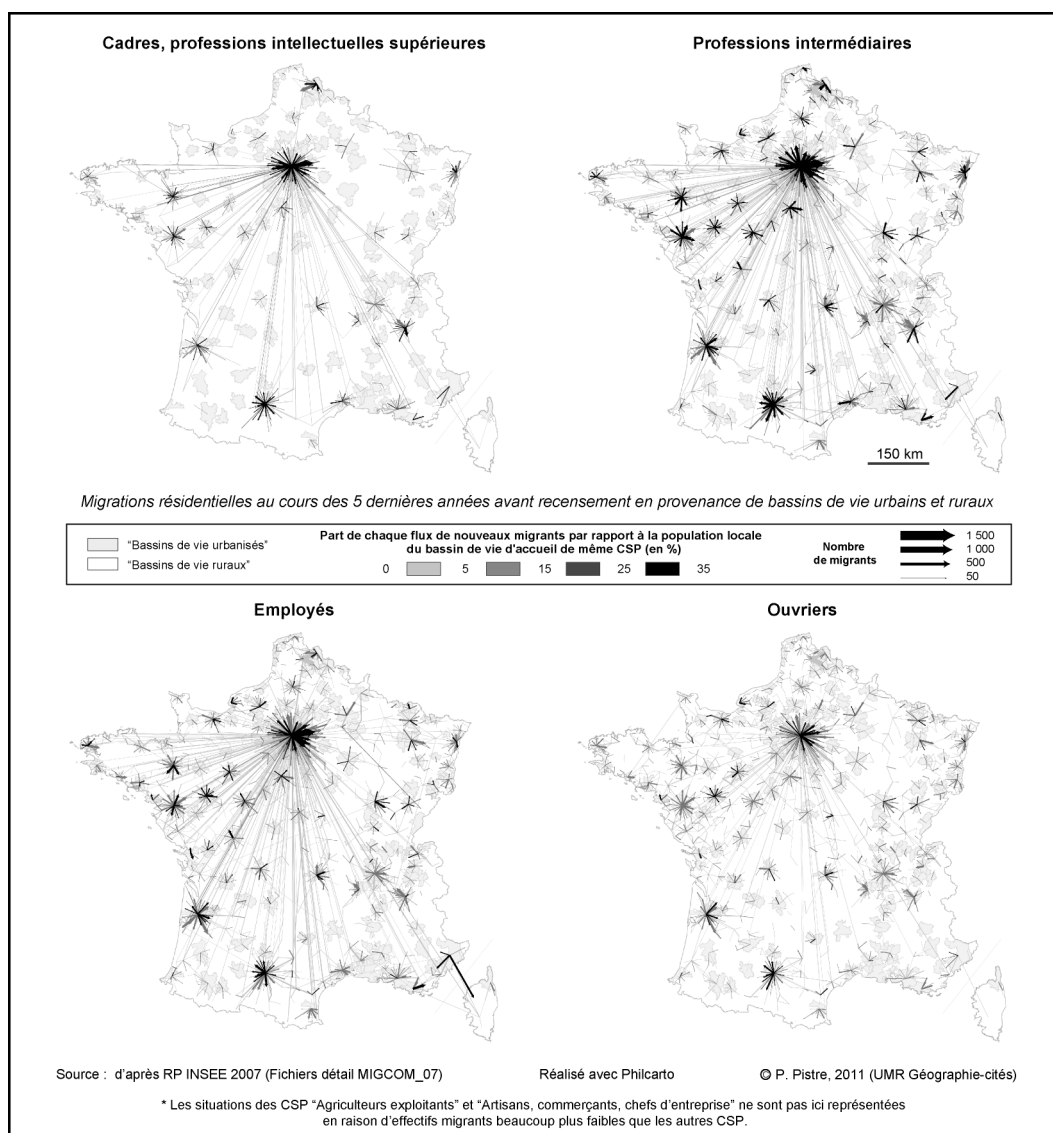 Cadres, professions intellectuelles supérieures
Professions intermédiaires
150 km
Migrations résidentielles au cours des 5 dernières années avant recensement en provenance de bassins de vie urbains et ruraux
"Bassins de vie urbanisés"
"Bassins de vie ruraux"
Part de chaque flux de nouveaux migrants par rapport à la population locale
du bassin de vie d'accueil de même CSP (en %)
0 5 15 25 35
Nombre
de migrants
1 500
1 000
500
50
Employés
Ouvriers
Source : d'après RP INSEE 2007 (Fichiers détail MIGCOM_07)
Réalisé avec Philcarto
© P. Pistre, 2011 (UMR Géographie-cités)
* Les situations des CSP "Agriculteurs exploitants" et "Artisans, commerçants, chefs d'entreprise" ne sont pas ici représentées
en raison d'effectifs migrants beaucoup plus faibles que les autres CSP.